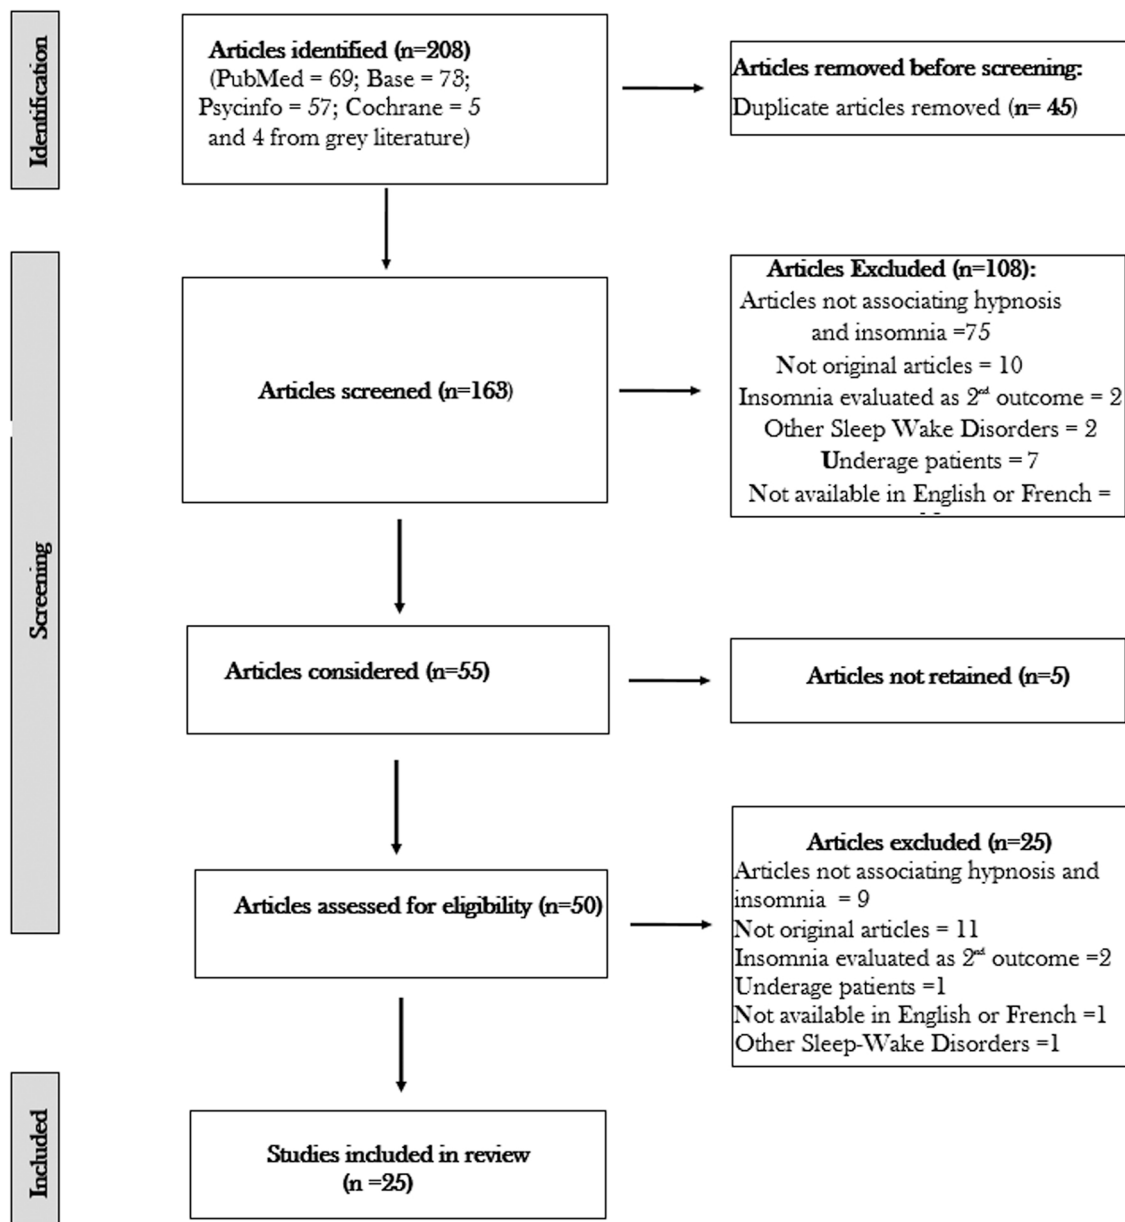 Identification
Articles identified (n=208)
(PubMed = 69; Base = 73;
Psycinfo = 57; Cochrane = 5
and 4 from grey literature)
Articles removed before screening:
Duplicate articles removed (n= 45)
Screening
Articles screened (n=163)
Articles Excluded (n=108):
Articles not associating hypnosis
and insomnia =75
Not original articles = 10
Insomnia evaluated as 2nd outcome = 2
Other Sleep Wake Disorders = 2
Underage patients = 7
Not available in English or French =
Articles considered (n=55)
Articles not retained (n=5)
Articles assessed for eligibility (n=50)
Articles excluded (n=25)
Articles not associating hypnosis and
insomnia = 9
Not original articles = 11
Insomnia evaluated as 2nd outcome =2
Underage patients =1
Not available in English or French =1
Other Sleep-Wake Disorders =1
Included
Studies included in review
(n =25)